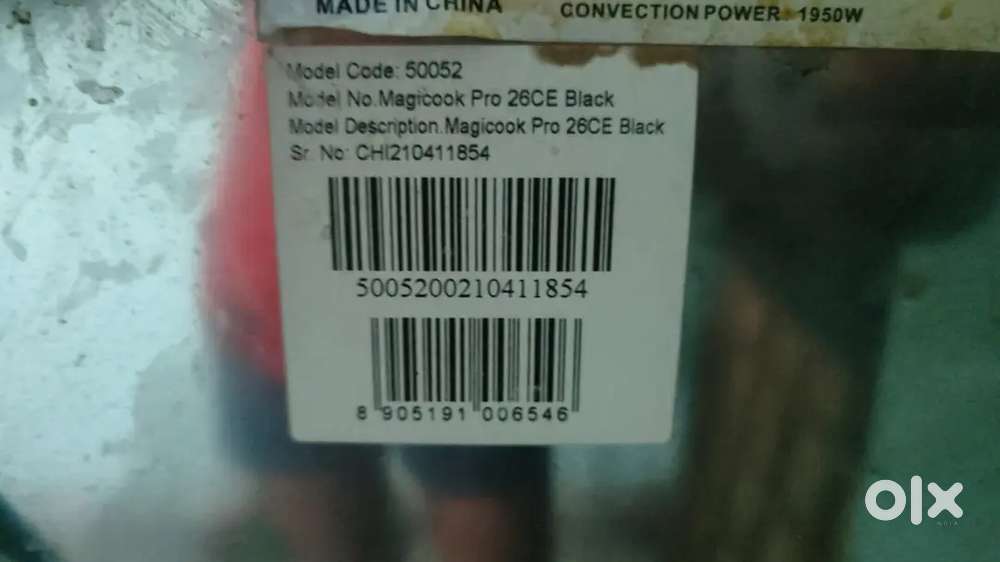 MADE IN CHINA
CONVECTION POWER: 1950W
Model Code: 50052
Model No.Magicook Pro 26CE Black
Model Description.Magicook Pro 26CE Black
Sr. No: CHI210411854
5005200210411854
8 905191 006546
olx
INDIA